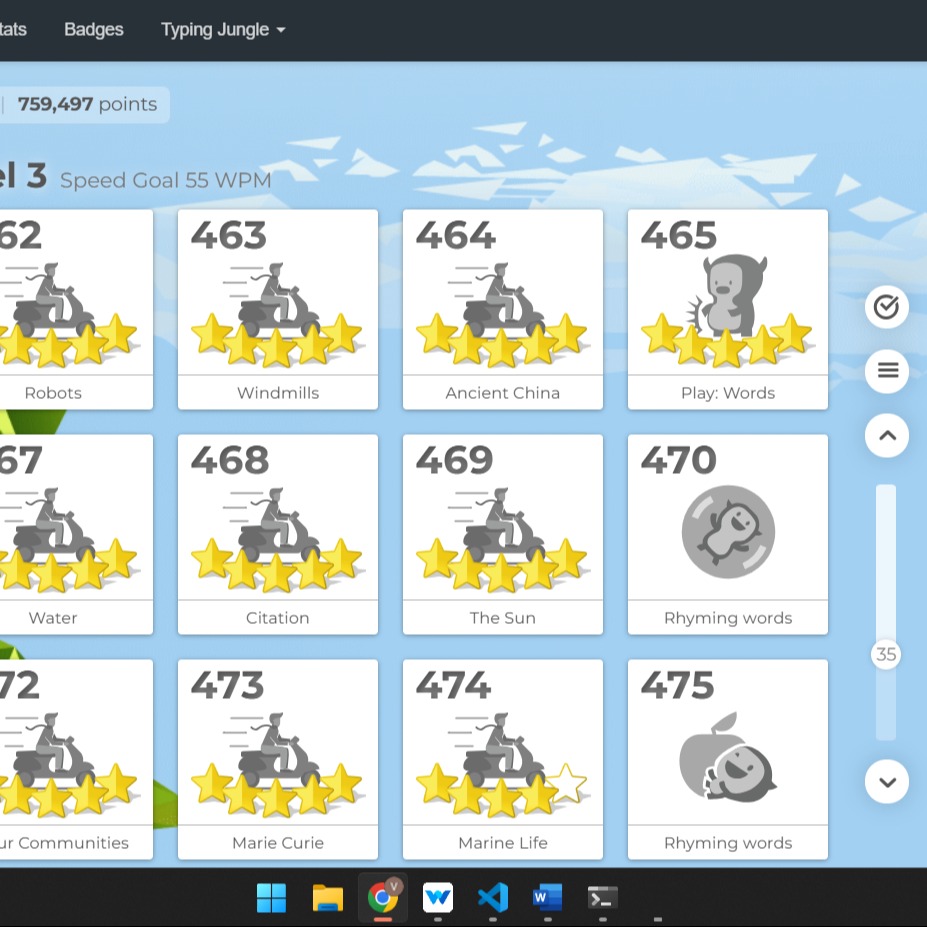 tats Badges Typing Jungle
759,497 points
el 3 Speed Goal 55 WPM
62 463 464 465
Robots Windmills Ancient China Play: Words
67 468 469 470
Water Citation The Sun Rhyming words
35
72 473 474 475
ur Communities Marie Curie Marine Life Rhyming words
V W W